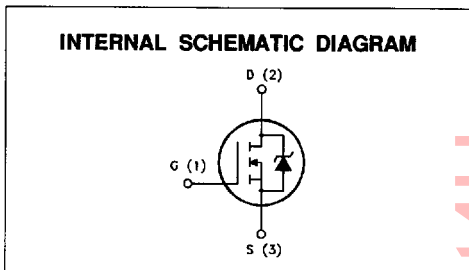 INTERNAL SCHEMATIC DIAGRAM
D (2)
G (1)
S (3)